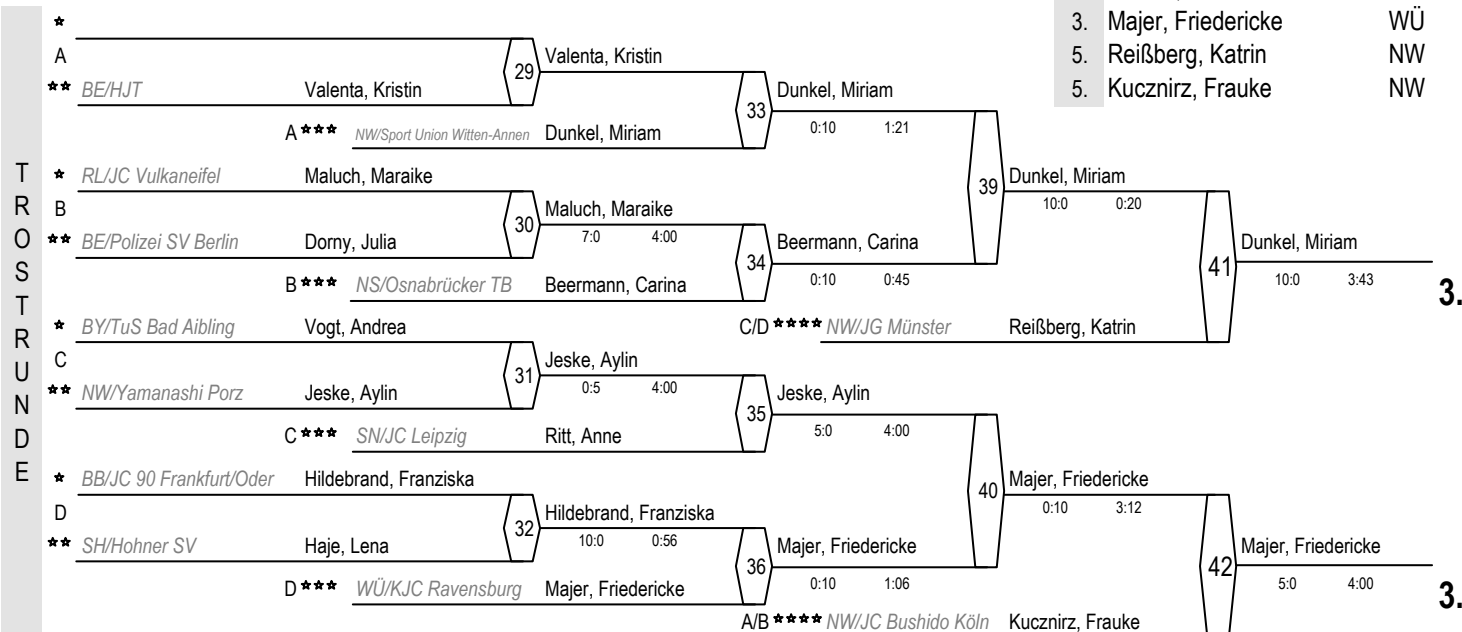 3. Majer, Friedericke WÜ
5. Reißberg, Katrin NW
5. Kucznirz, Frauke NW
TROSTRUNDE
*
A
29 Valenta, Kristin
** BE/HJT Valenta, Kristin
33 Dunkel, Miriam
0:10 1:21
A *** NW/Sport Union Witten-Annen Dunkel, Miriam
* RL/JC Vulkaneifel Maluch, Maraike
39 Dunkel, Miriam
10:0 0:20
B
30 Maluch, Maraike
7:0 4:00
** BE/Polizei SV Berlin Dorny, Julia
34 Beermann, Carina
0:10 0:45
41 Dunkel, Miriam
10:0 3:43
3.
B *** NS/Osnabrücker TB Beermann, Carina
* BY/TuS Bad Aibling Vogt, Andrea
C/D **** NW/JG Münster Reißberg, Katrin
C
31 Jeske, Aylin
0:5 4:00
** NW/Yamanashi Porz Jeske, Aylin
35 Jeske, Aylin
5:0 4:00
C *** SN/JC Leipzig Ritt, Anne
* BB/JC 90 Frankfurt/Oder Hildebrand, Franziska
40 Majer, Friedericke
0:10 3:12
D
32 Hildebrand, Franziska
10:0 0:56
** SH/Hohner SV Haje, Lena
36 Majer, Friedericke
0:10 1:06
42 Majer, Friedericke
5:0 4:00
3.
D *** WÜ/KJC Ravensburg Majer, Friedericke
A/B **** NW/JC Bushido Köln Kucznirz, Frauke